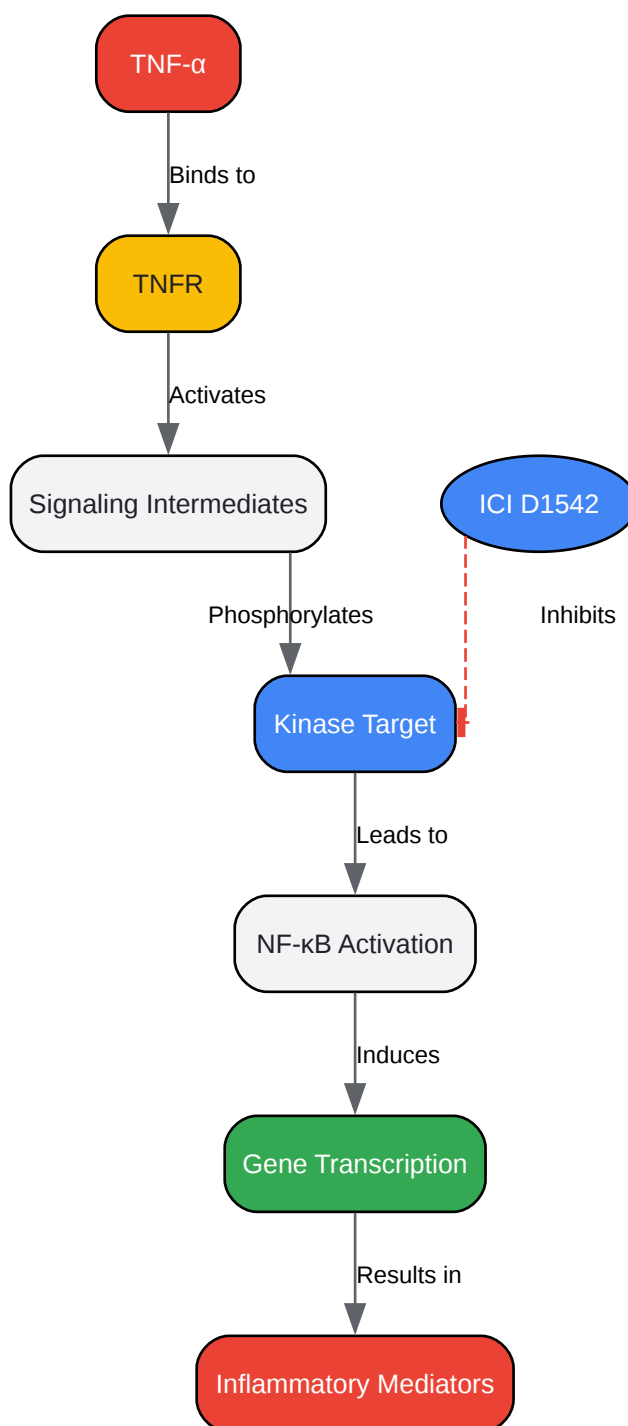 TNF-α
Binds to
TNFR
Activates
Signaling Intermediates
ICI D1542
Phosphorylates
Inhibits
Kinase Target
Leads to
NF-κB Activation
Induces
Gene Transcription
Results in
Inflammatory Mediators